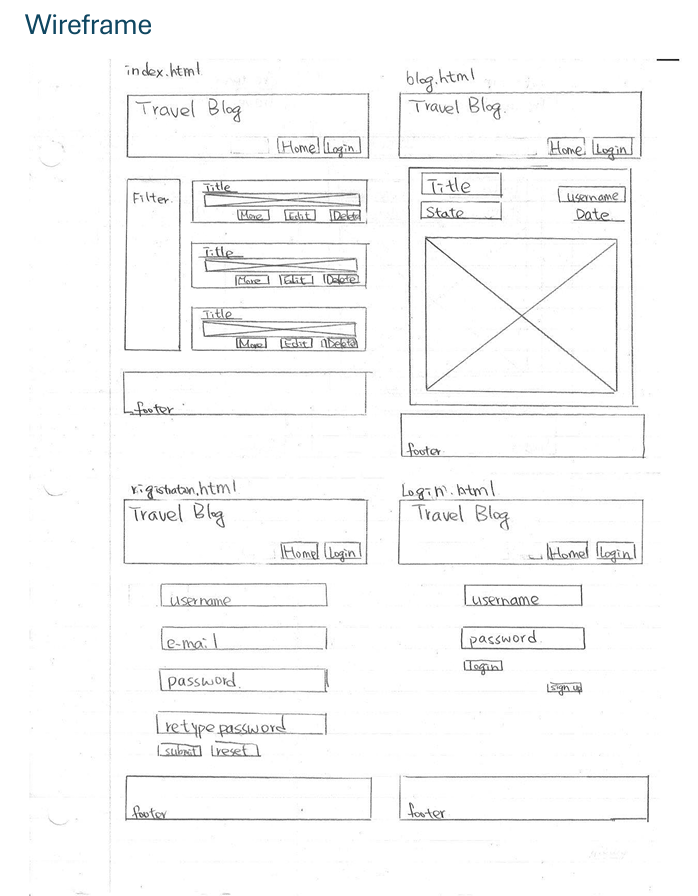 Wireframe
index.html
Travel Blog
Home Login
Filter
Title
More Edit Delete
Title
More Edit Delete
Title
More Edit Delete
footer
blog.html
Travel Blog.
Home Login
Title
State
username
Date
footer
rigistratan.html
Travel Blog
Home Login
username
e-mail
password.
retype password
submit reset
footer
Login.html
Travel Blog
Home Login
username
password.
login
sign up
footer